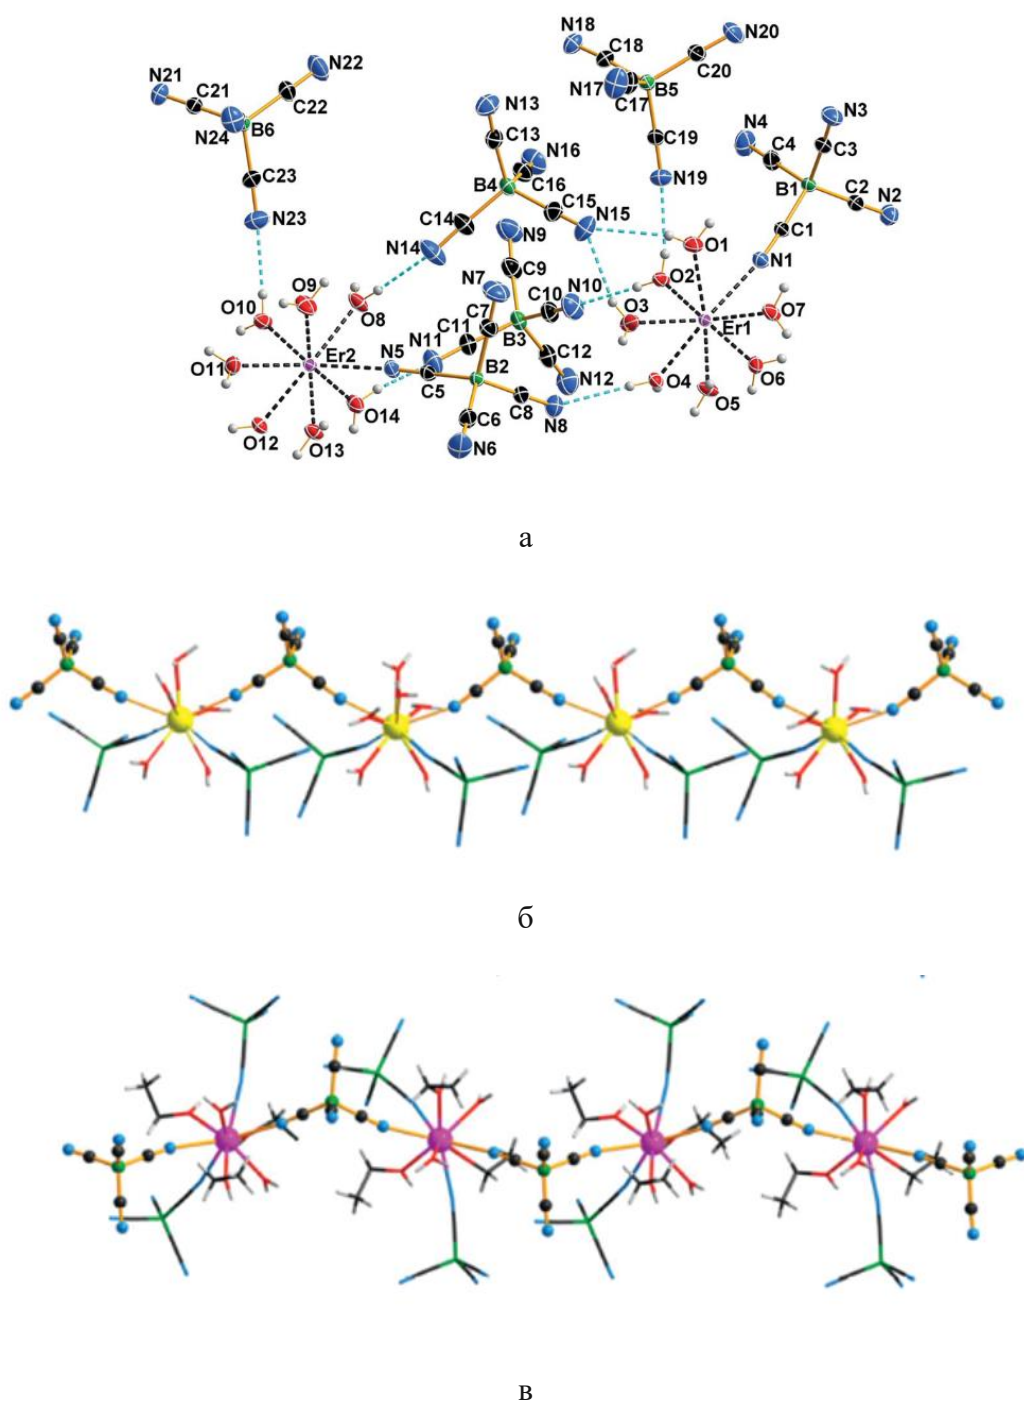 N18 C18 N20
N22
N21 C21 C22
N24 B6
C23
N23
N13
C13 N16
B4 C16
C14 C15 N15
N14
N17 C17 B5 C20
C19
N19
N4 C4 N3
C3
B1 C2 N2
C1
N1
O1
O2
N9
C9
N7 C7
C10 N10
B3
C12
N12
O3
Er1
O7
O4
O5
O6
O9
O10
O8
Er2
N5
N11 C11
O11
C5
B2
O14
C8 N8
C6
N6
O12
O13
а
б
в